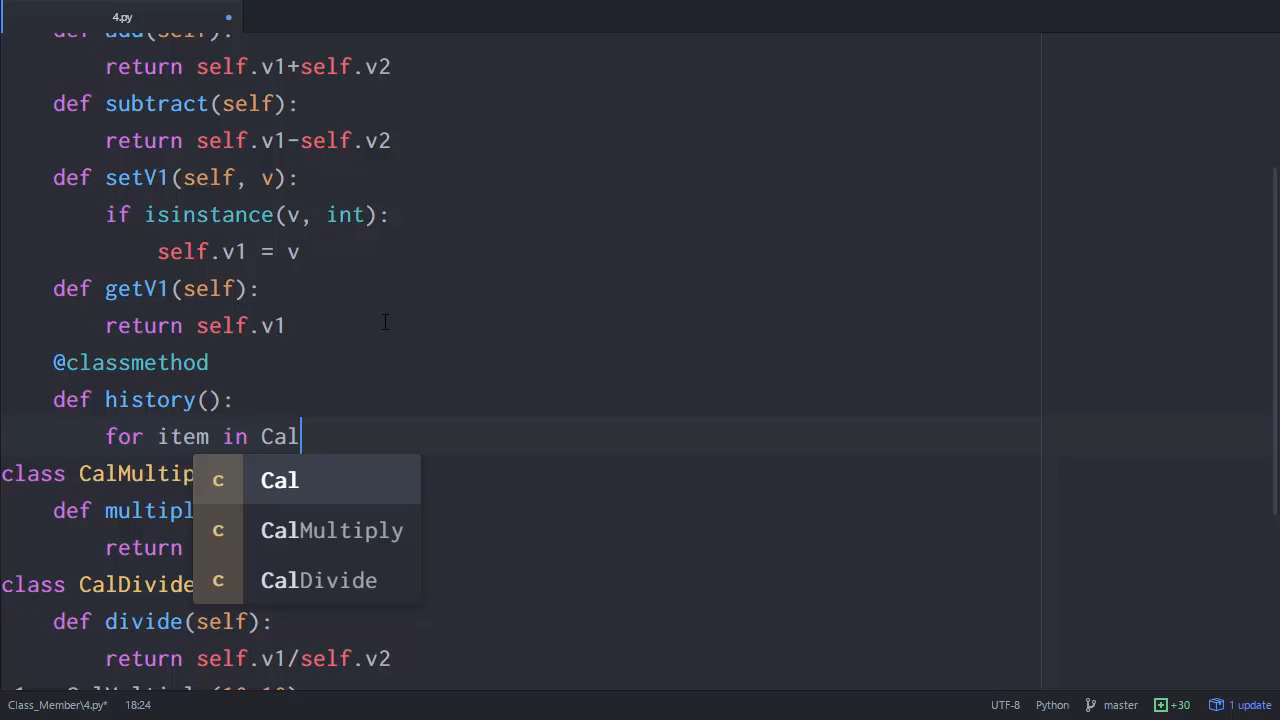 4.py
def add(self):
return self.v1+self.v2
def subtract(self):
return self.v1-self.v2
def setV1(self, v):
if isinstance(v, int):
self.v1 = v
def getV1(self):
return self.v1
@classmethod
def history():
for item in Cal
class CalMultip
c Cal
def multipl
c CalMultiply
return
c CalDivide
class CalDivide
def divide(self):
return self.v1/self.v2
Class_Member\4.py* 18:24 UTF-8 Python master +30 1 update